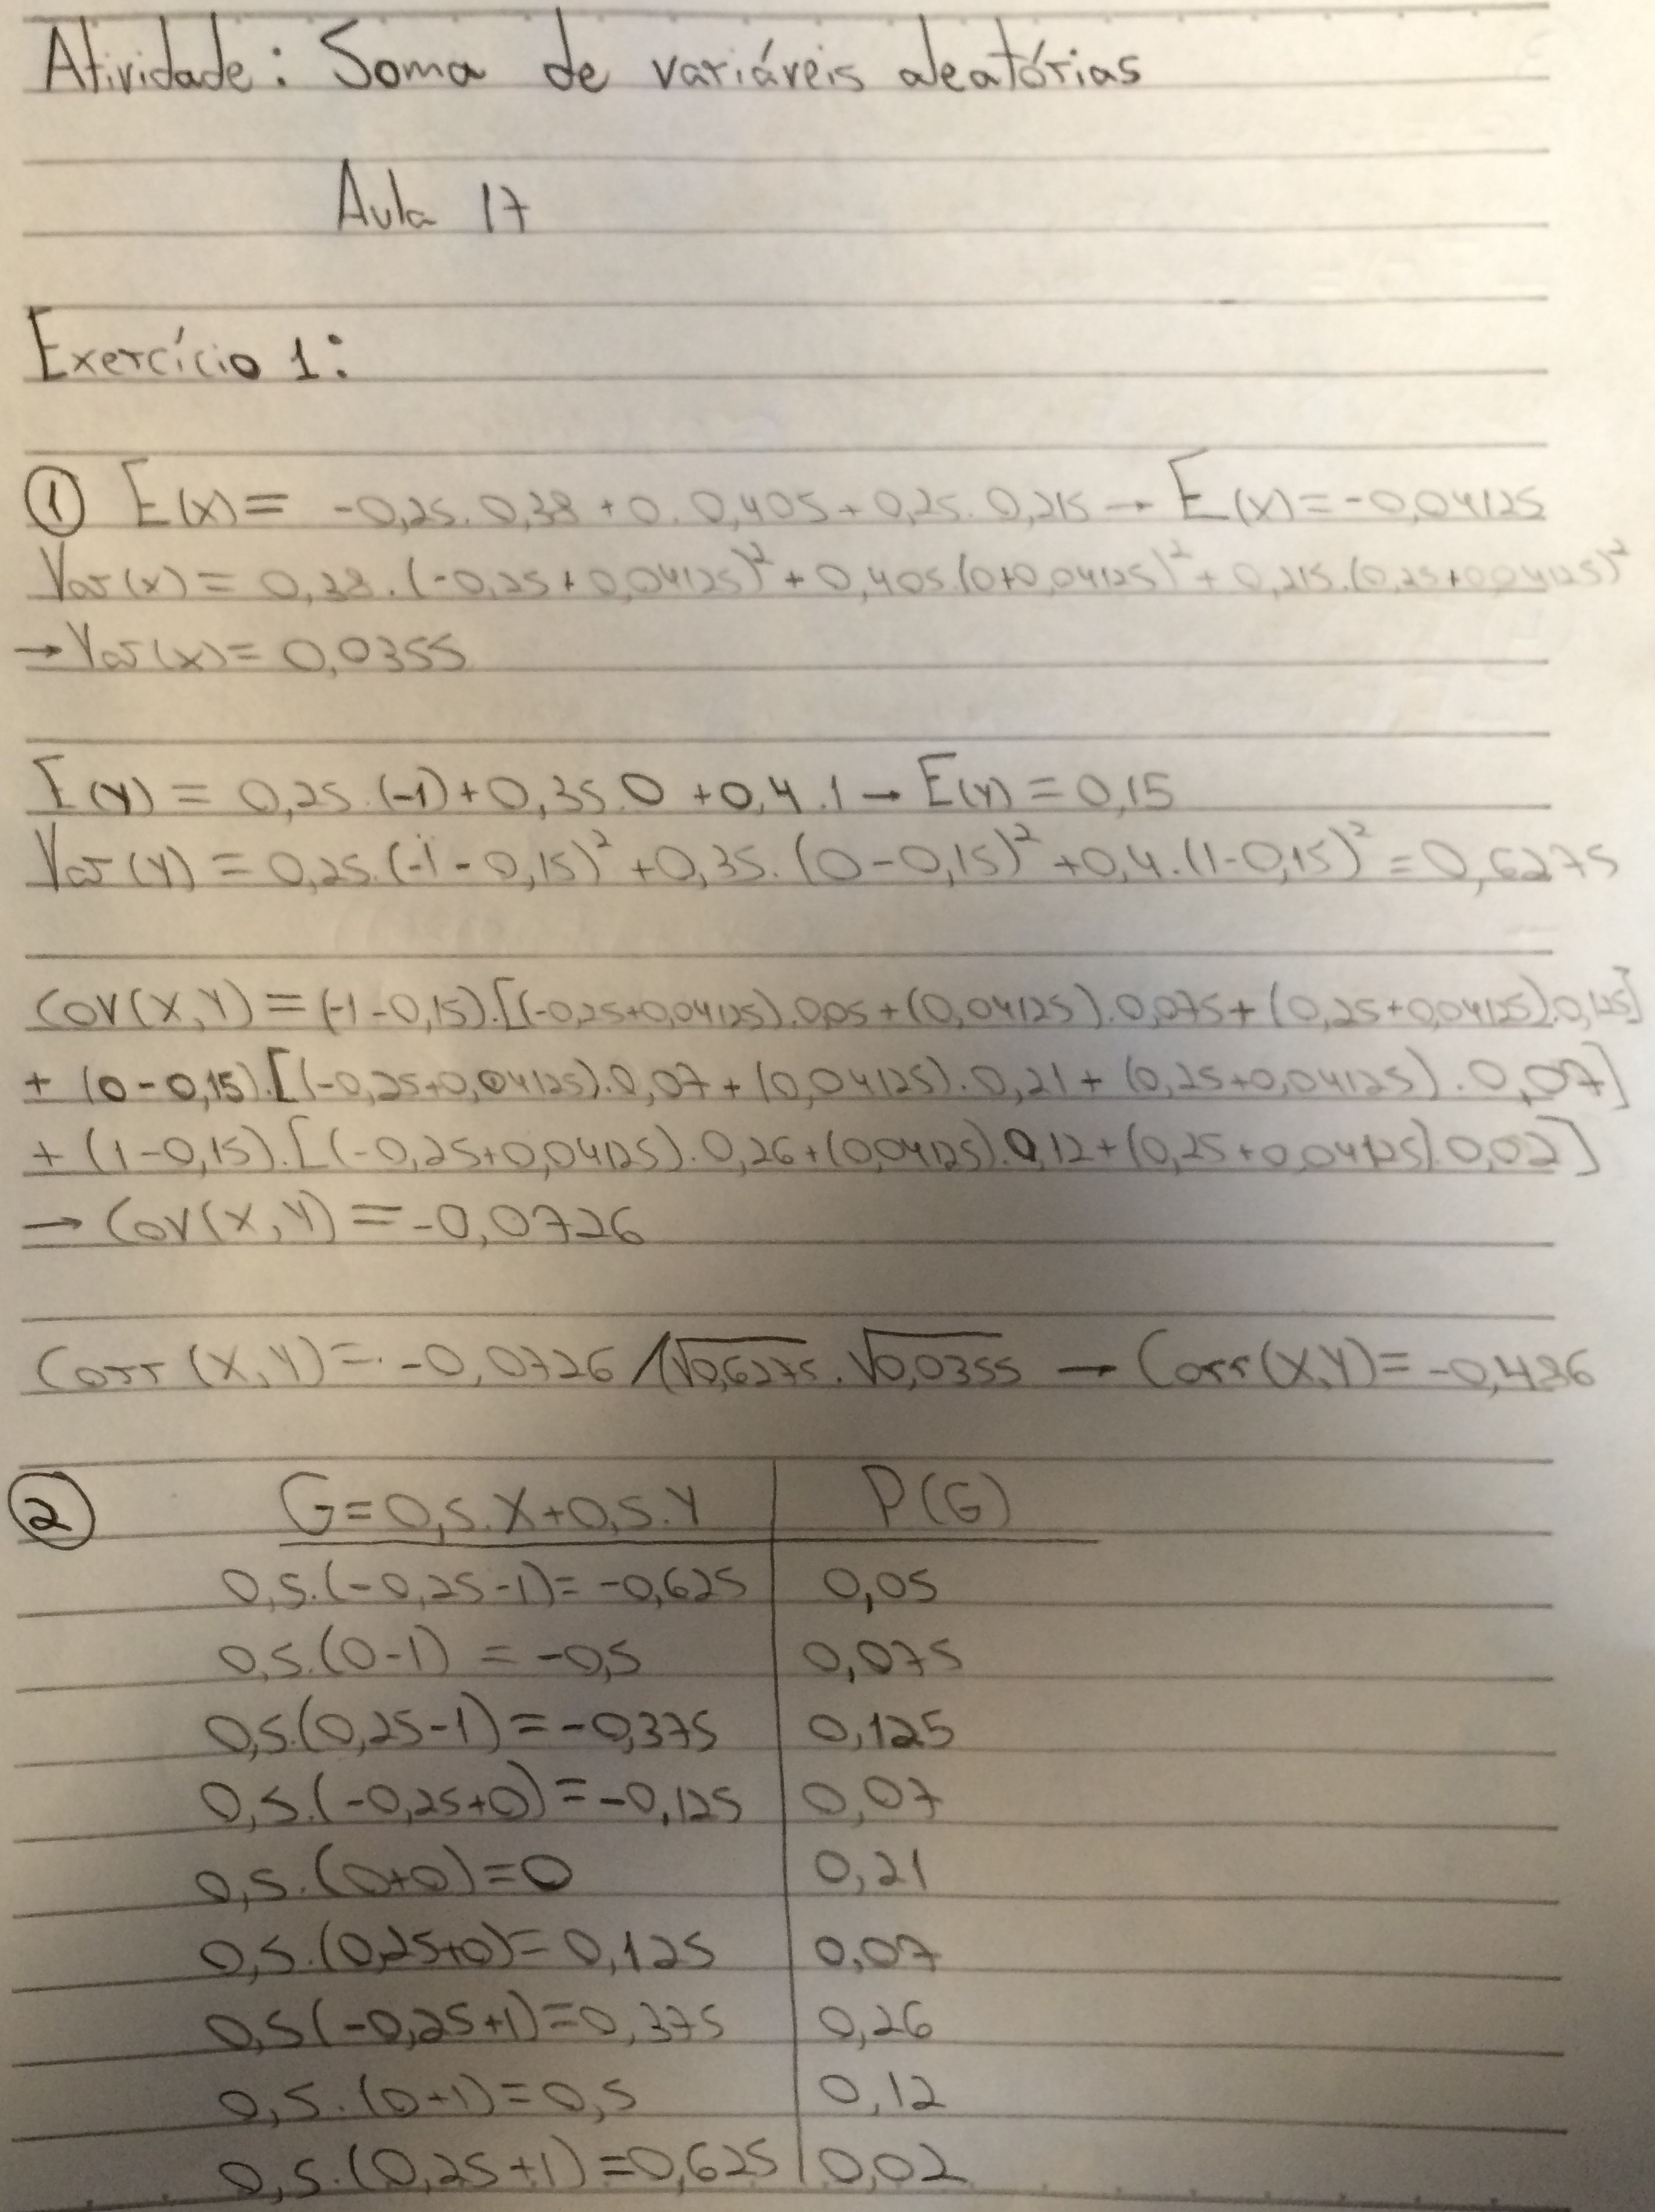 Atividade: Soma de variáveis aleatórias
Aula 17
Exercício 1:
① E(X) = -0,25.0,38 + 0.0,405 + 0,25.0,215 → E(X) = -0,04125
Var(X) = 0,38.(-0,25+0,04125)² + 0,405.(0+0,04125)² + 0,215.(0,25+0,04125)²
→ Var(X) = 0,0355
E(Y) = 0,25.(-1) + 0,35.0 + 0,4.1 → E(Y) = 0,15
Var(Y) = 0,25.(-1-0,15)² + 0,35.(0-0,15)² + 0,4.(1-0,15)² = 0,6275
Cov(X,Y) = (-1-0,15).[(-0,25+0,04125).0,05 + (0,04125).0,075 + (0,25+0,04125).0,125]
+ (0-0,15).[(-0,25+0,04125).0,07 + (0,04125).0,21 + (0,25+0,04125).0,07]
+ (1-0,15).[(-0,25+0,04125).0,26 + (0,04125).0,12 + (0,25+0,04125).0,02]
→ Cov(X,Y) = -0,0726
Corr(X,Y) = -0,0726/(√0,6275.√0,0355 → Corr(X,Y) = -0,486
② G=0,5.X+0,5.Y P(G)
0,5.(-0,25-1) = -0,625 0,05
0,5.(0-1) = -0,5 0,075
0,5.(0,25-1) = -0,375 0,125
0,5.(-0,25+0) = -0,125 0,07
0,5.(0+0) = 0 0,21
0,5.(0,25+0) = 0,125 0,07
0,5(-0,25+1) = 0,375 0,26
0,5.(0+1) = 0,5 0,12
0,5.(0,25+1) = 0,625 0,02